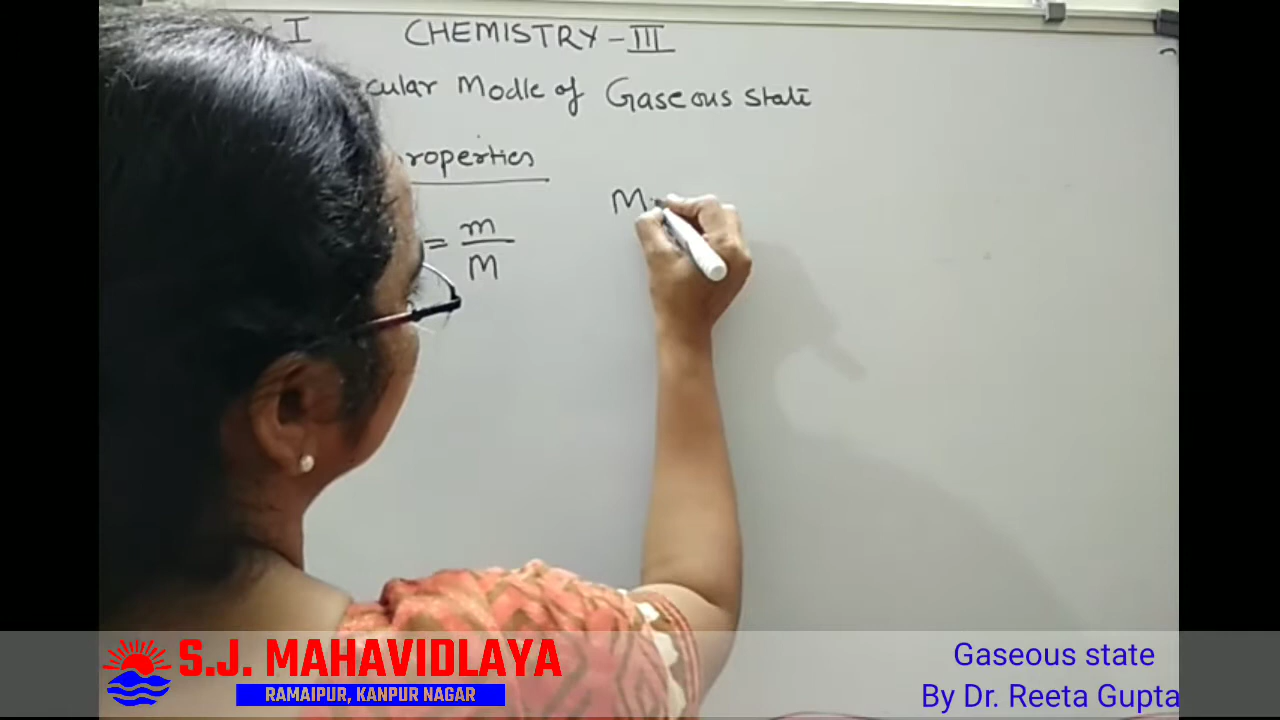 I CHEMISTRY - III
cular Modle of Gaseous state
roperties
= m
M
M
S.J. MAHAVIDLAYA
RAMAIPUR, KANPUR NAGAR
Gaseous state
By Dr. Reeta Gupta